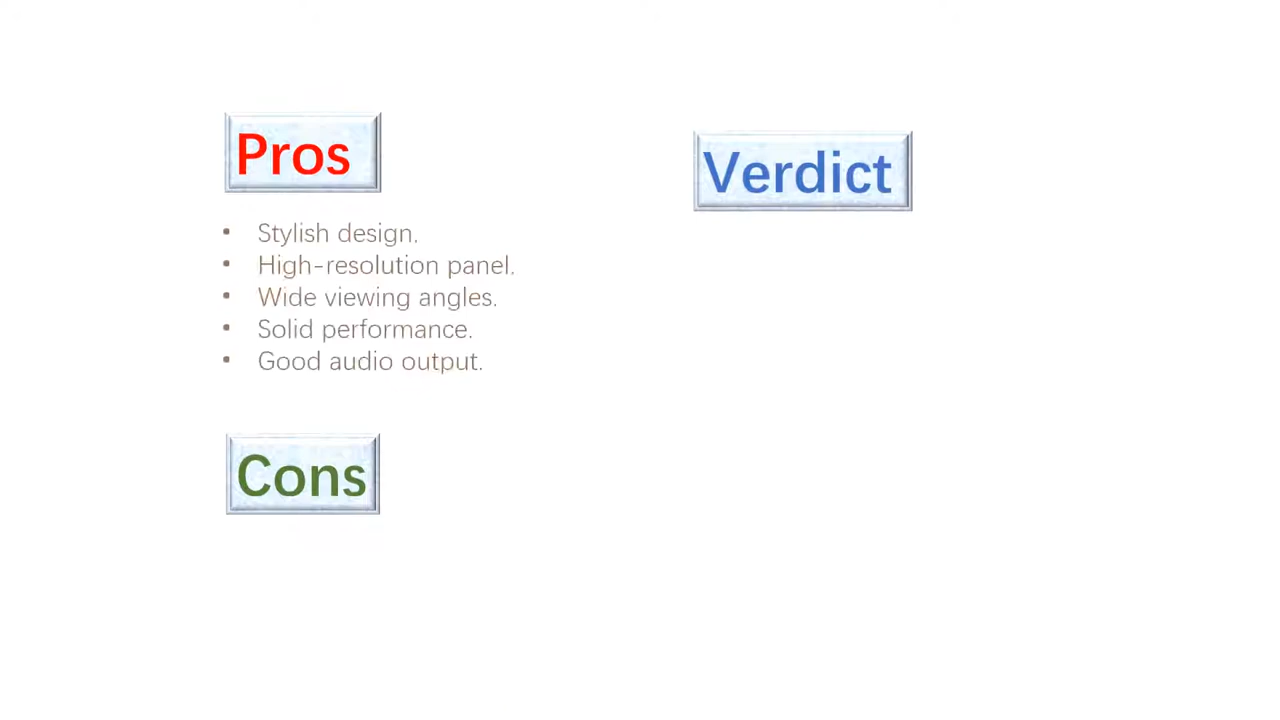 Pros
• Stylish design.
• High-resolution panel.
• Wide viewing angles.
• Solid performance.
• Good audio output.
Cons
Verdict